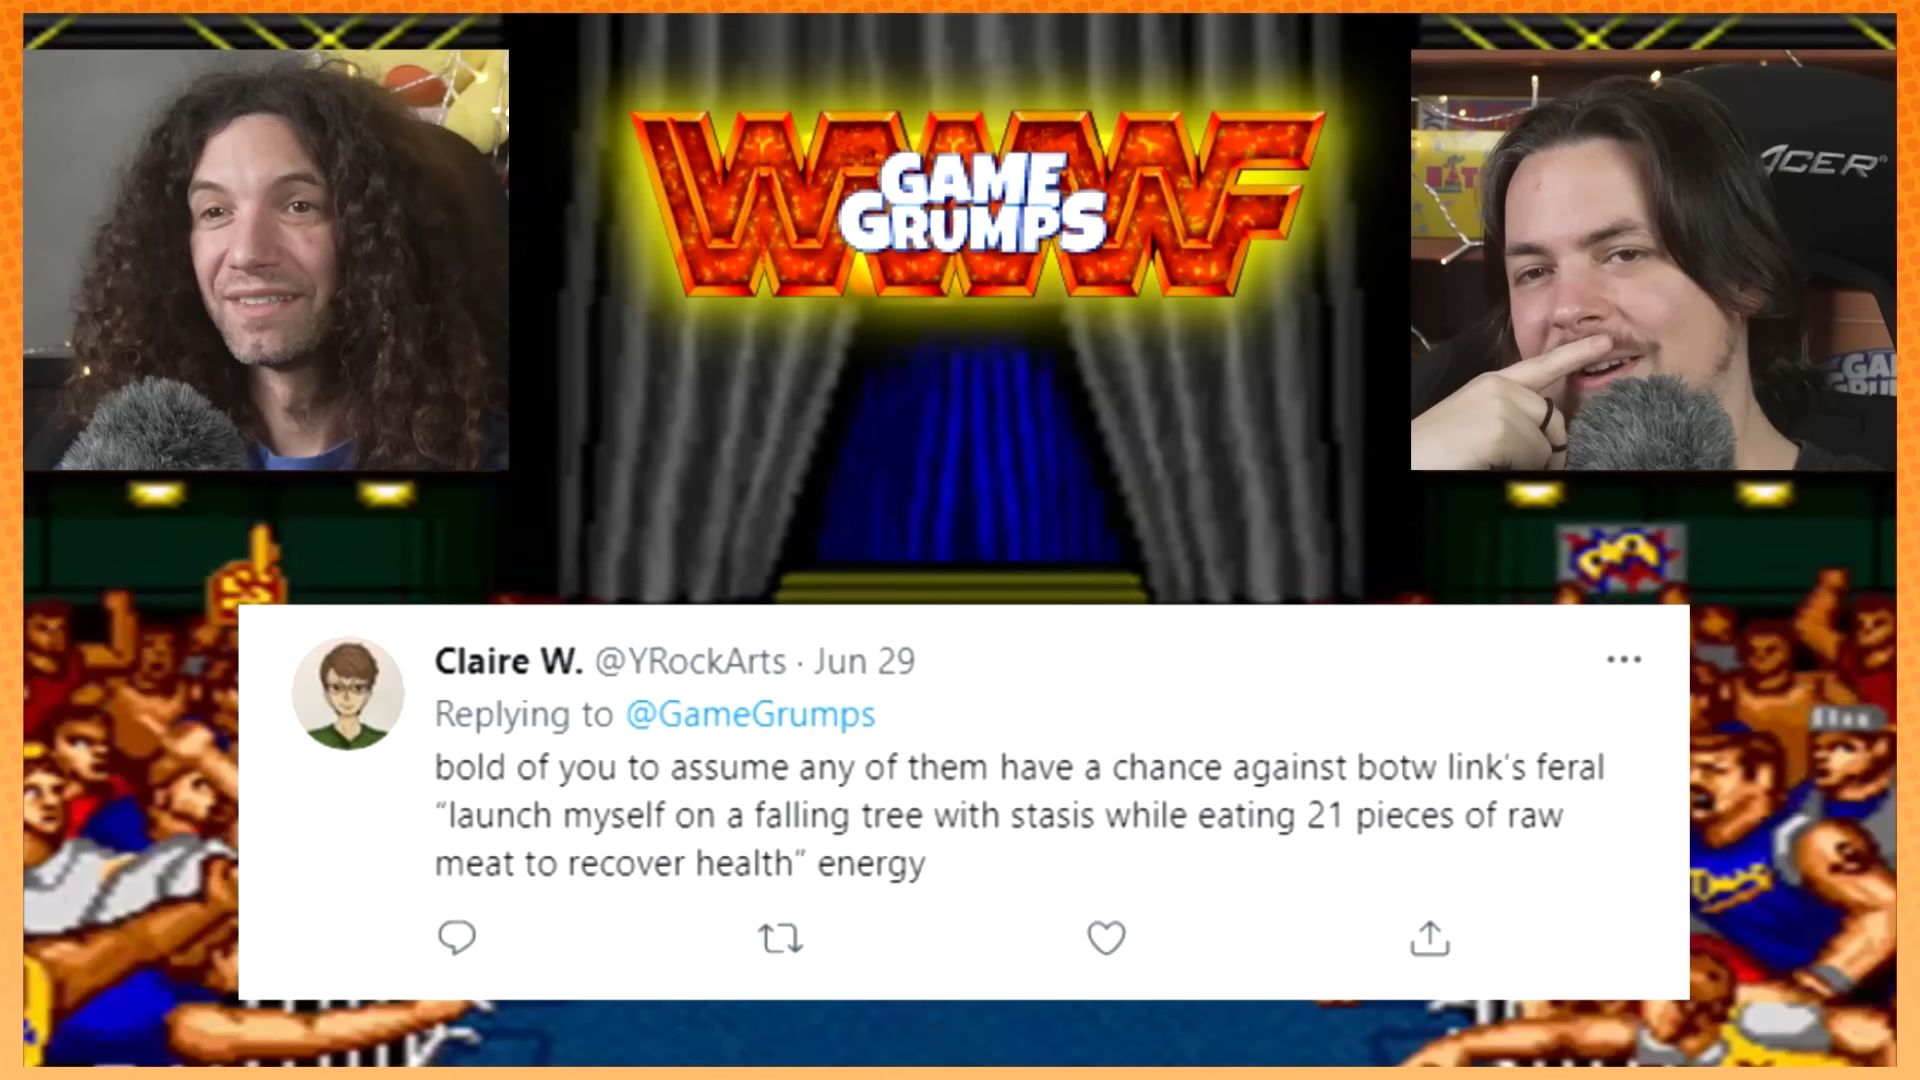 WWF
GAME
GRUMPS
ACER
Claire W. @YRockArts · Jun 29
Replying to @GameGrumps
bold of you to assume any of them have a chance against botw link's feral
“launch myself on a falling tree with stasis while eating 21 pieces of raw
meat to recover health” energy